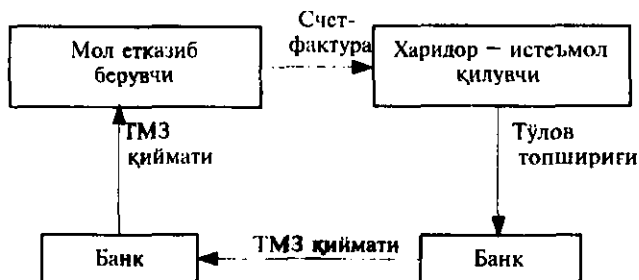 Мол етказиб
берувчи
Счет-
фактура
Харидор – истеъмол
қилувчи
ТМЗ
қиймати
Тўлов
топшириғи
Банк
ТМЗ қиймати
Банк